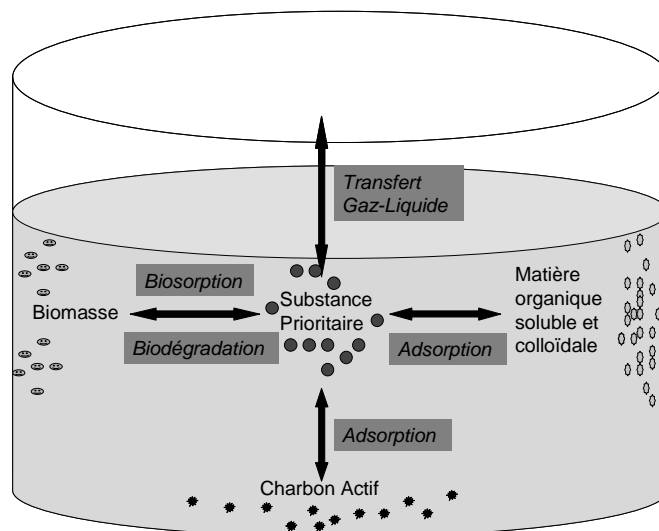 Transfert
Gaz-Liquide
Biosorption
Biomasse
Biodégradation
Substance
Prioritaire
Matière
organique
soluble et
colloïdale
Adsorption
Adsorption
Charbon Actif